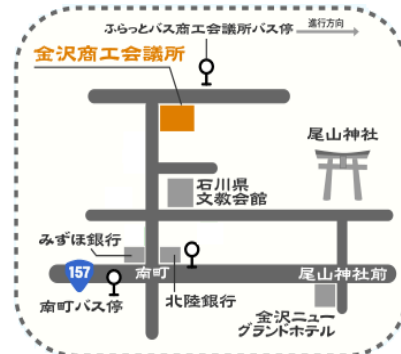 ふらっとバス商工会議所バス停
進行方向
金沢商工会議所
尾山神社
石川県
文教会館
みずほ銀行
157
南町
尾山神社前
南町バス停
北陸銀行
金沢ニュー
グランドホテル